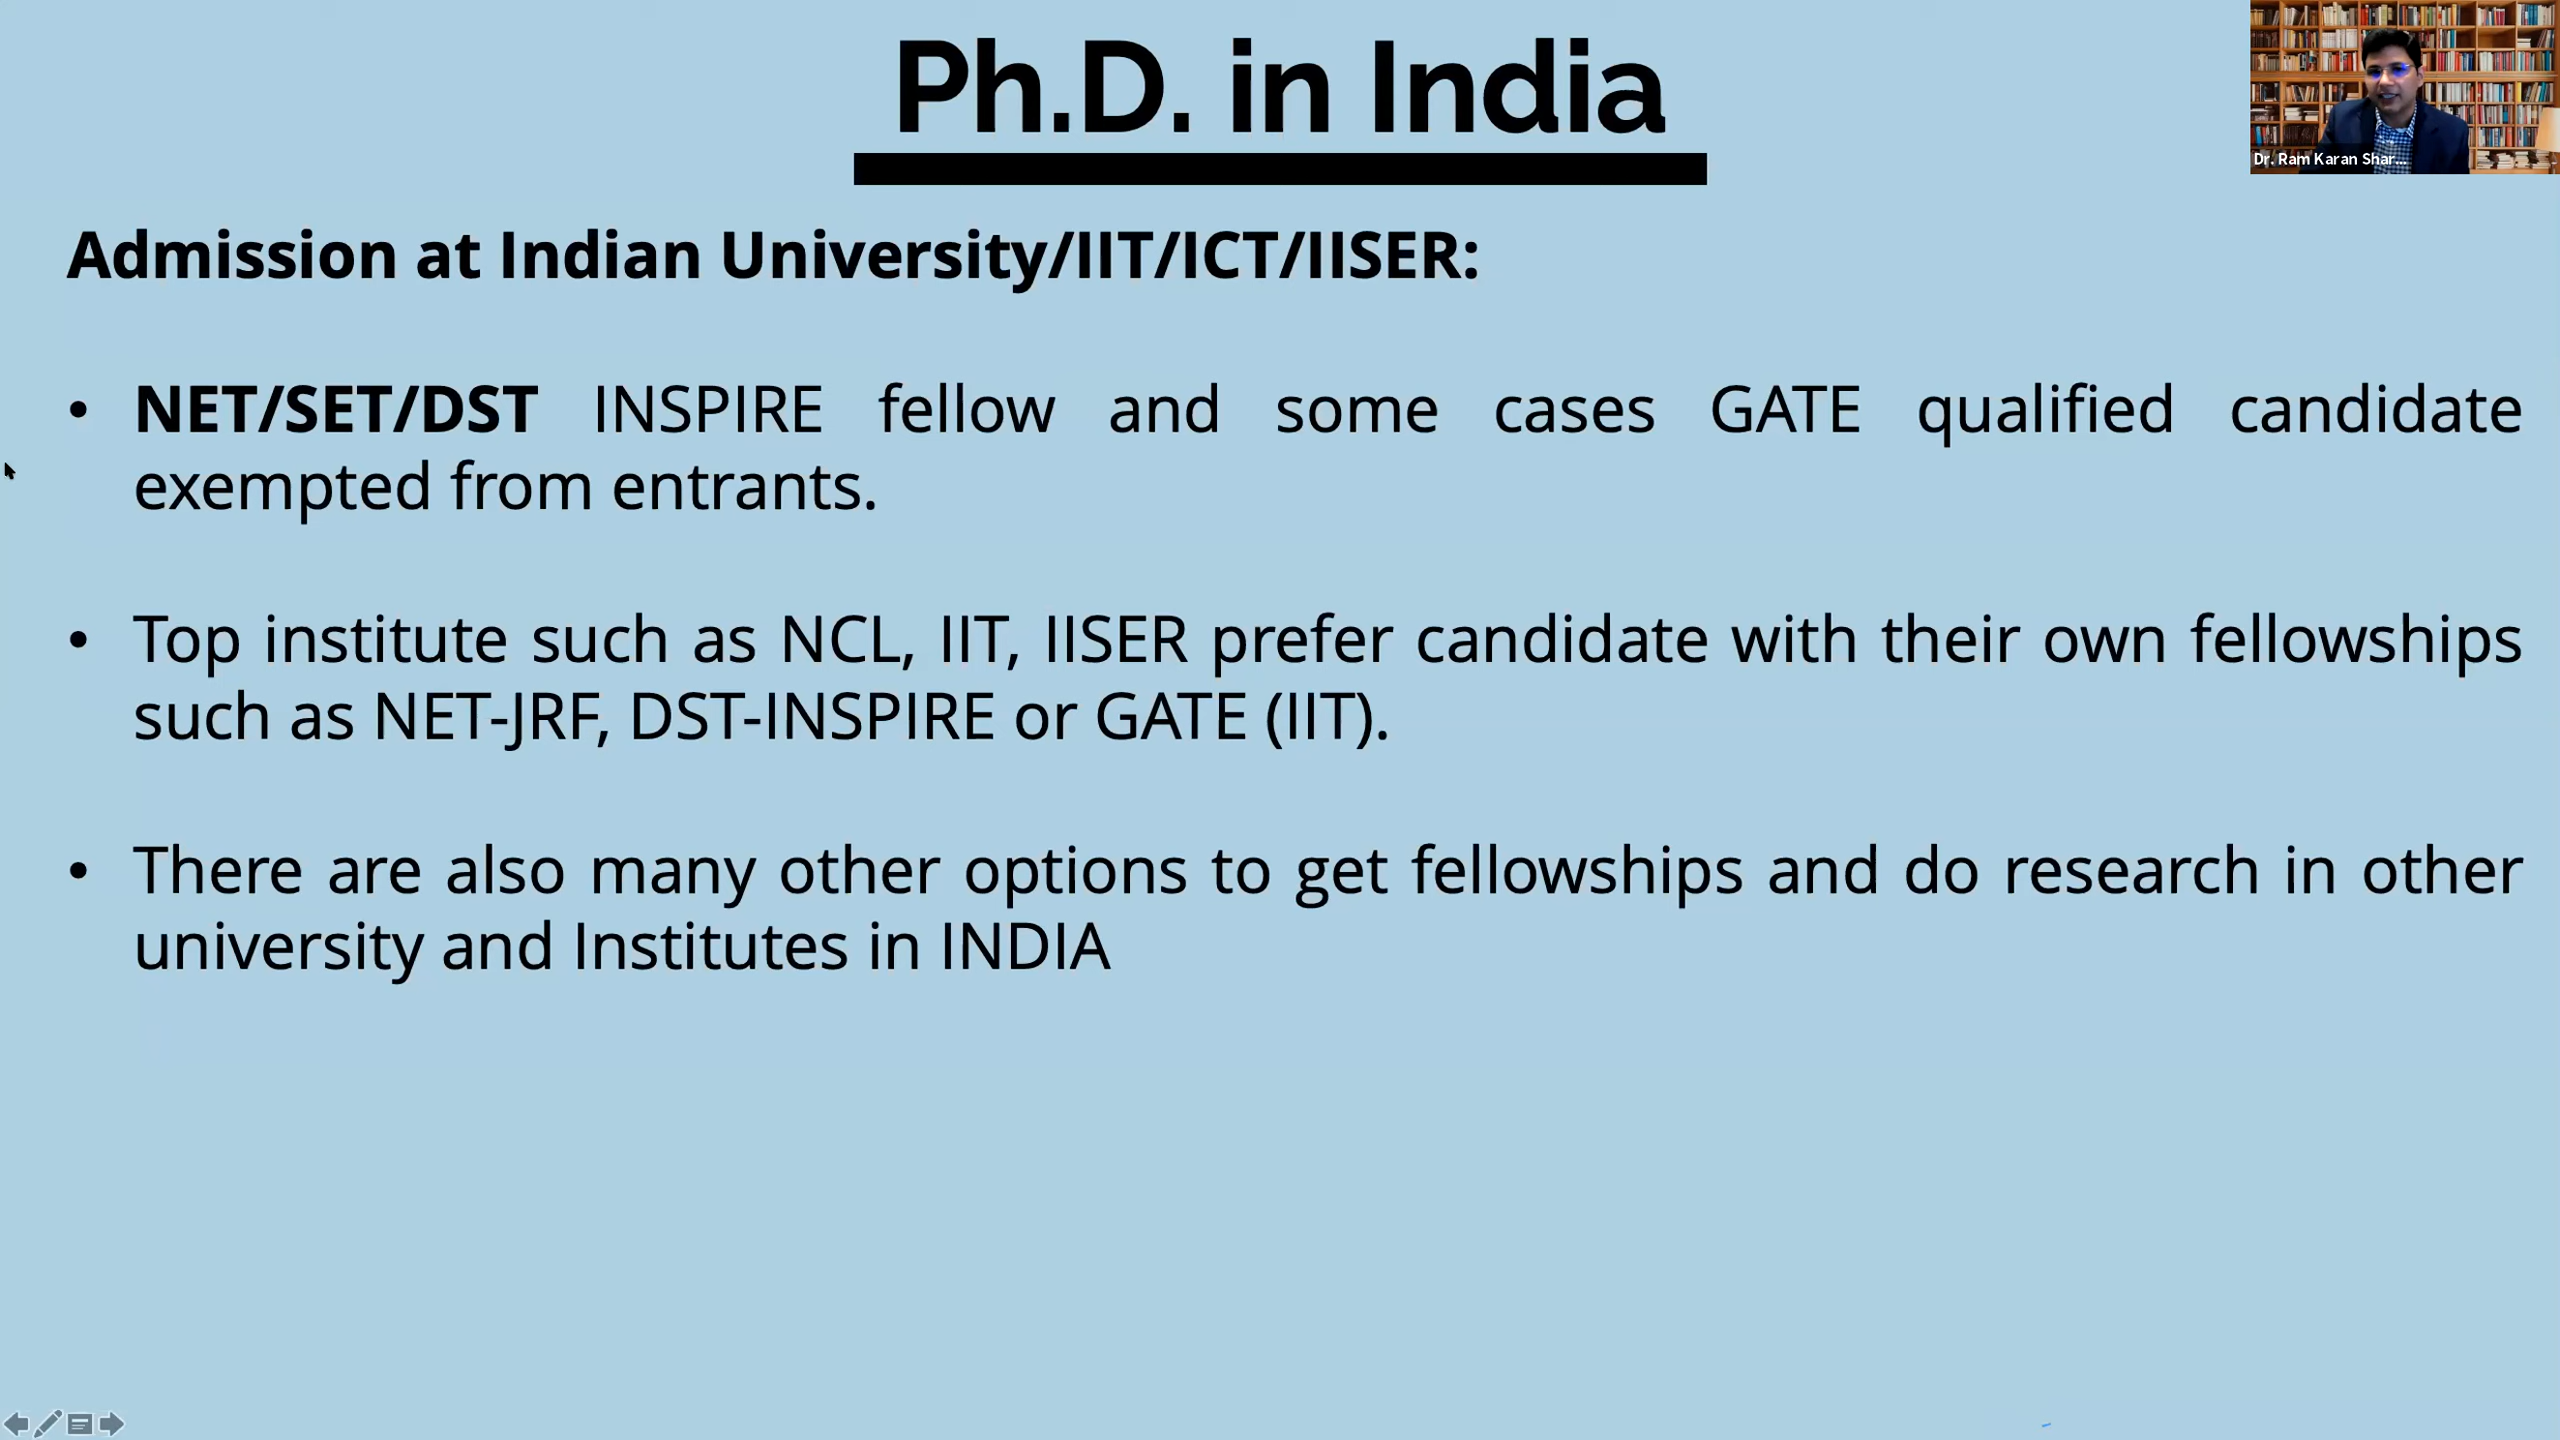 Ph.D. in India
Dr. Ram Karan Shar...
Admission at Indian University/IIT/ICT/IISER:
• NET/SET/DST INSPIRE fellow and some cases GATE qualified candidate
exempted from entrants.
• Top institute such as NCL, IIT, IISER prefer candidate with their own fellowships
such as NET-JRF, DST-INSPIRE or GATE (IIT).
• There are also many other options to get fellowships and do research in other
university and Institutes in INDIA